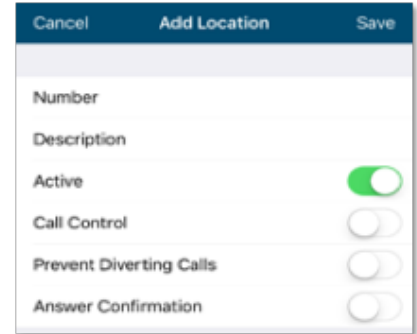 Cancel Add Location Save
Number
Description
Active
Call Control
Prevent Diverting Calls
Answer Confirmation